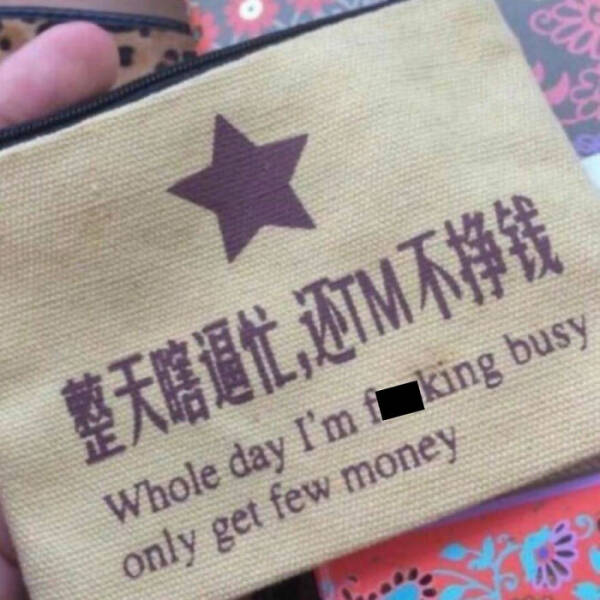 整天瞎逼忙,还TM不挣钱
Whole day I'm f king busy
only get few money